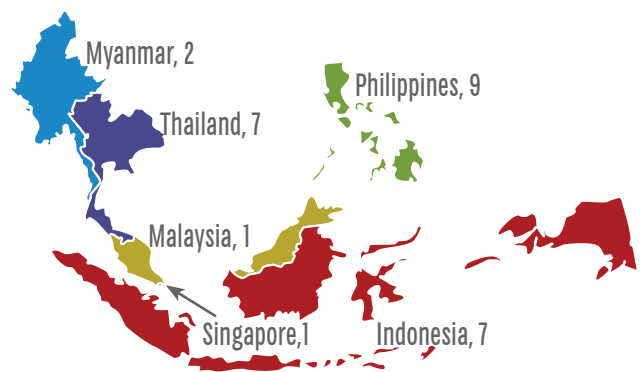 Myanmar, 2
Philippines, 9
Thailand, 7
Malaysia, 1
Singapore,1
Indonesia, 7